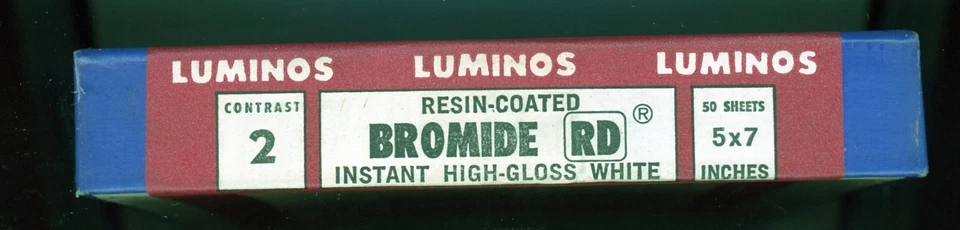 LUMINOS LUMINOS LUMINOS
CONTRAST
2
RESIN-COATED
BROMIDE RD ®
INSTANT HIGH-GLOSS WHITE
50 SHEETS
5x7
INCHES